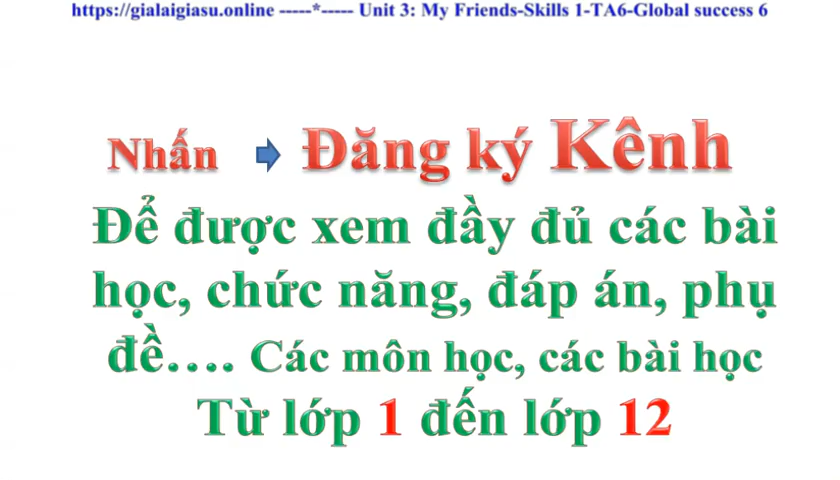 https://gialaigiasu.online -----*----- Unit 3: My Friends-Skills 1-TA6-Global success 6
Nhấn Đăng ký Kênh
Để được xem đầy đủ các bài
học, chức năng, đáp án, phụ
đề…. Các môn học, các bài học
Từ lớp 1 đến lớp 12